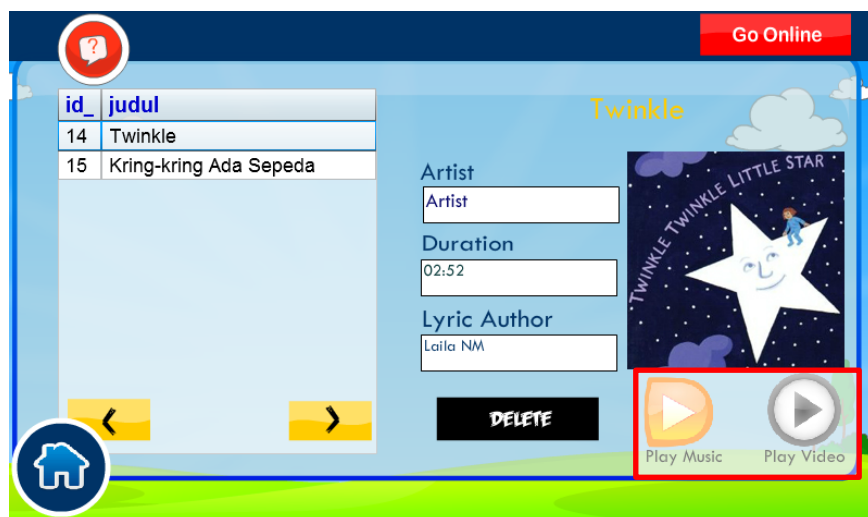 ?
Go Online
id_ judul
14 Twinkle
15 Kring-kring Ada Sepeda
Twinkle
Artist
Artist
Duration
02:52
Lyric Author
Laila NM
TWINKLE TWINKLE LITTLE STAR
DELETE
Play Music
Play Video